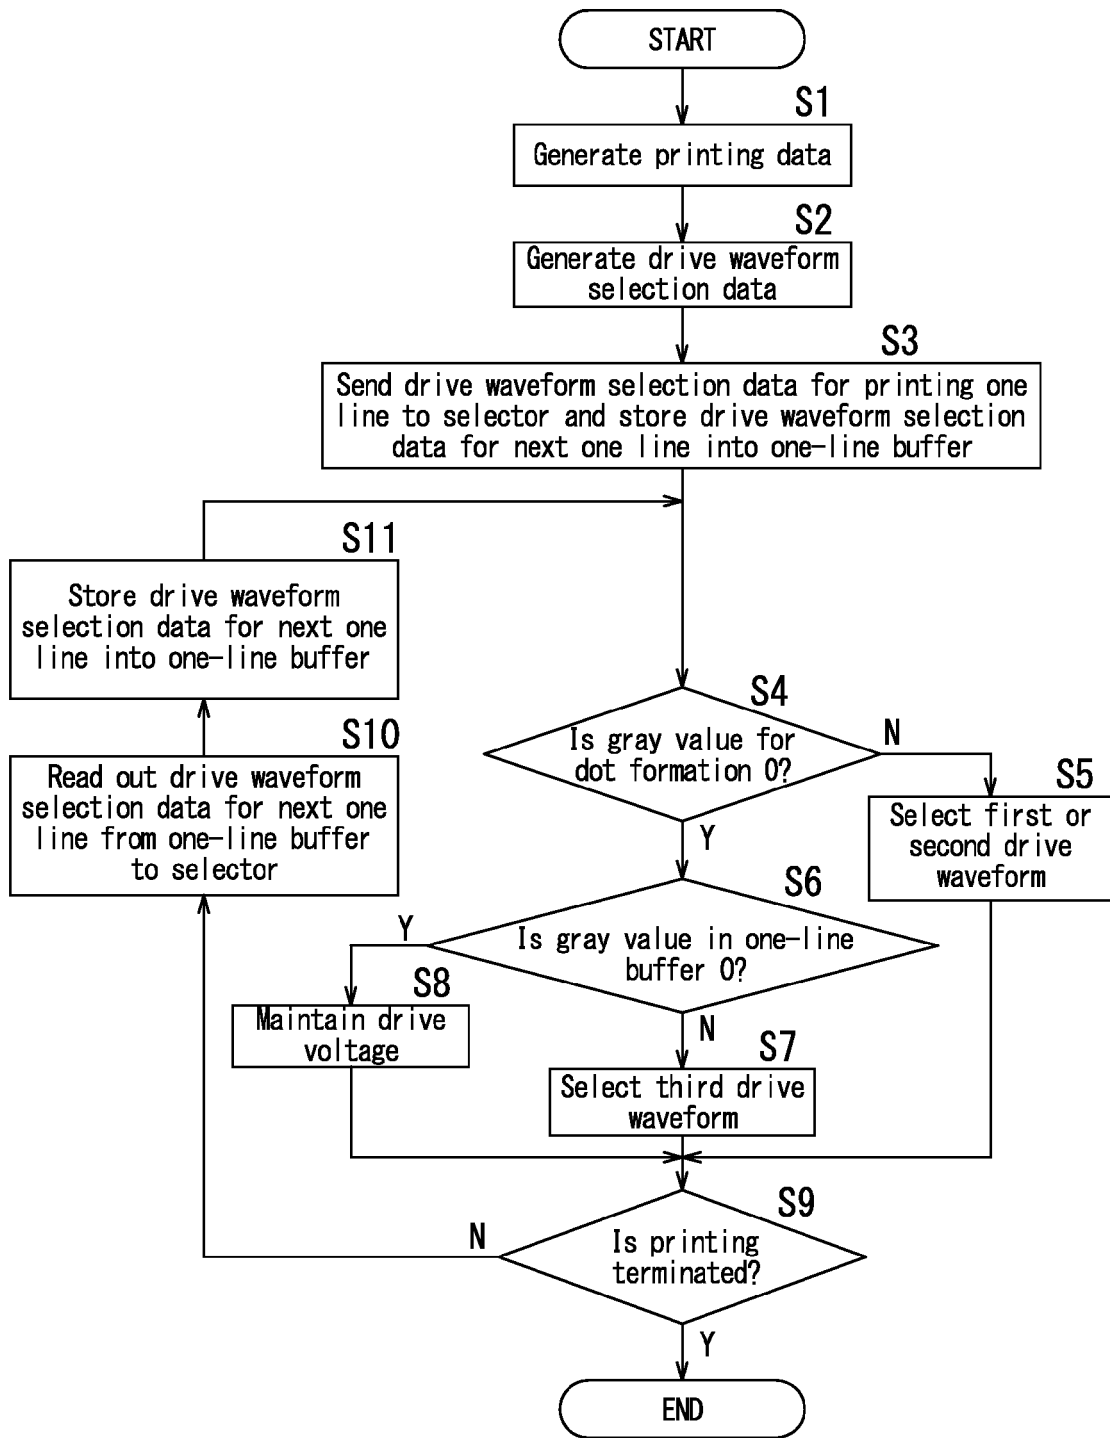 START
S1
Generate printing data
S2
Generate drive waveform
selection data
S3
Send drive waveform selection data for printing one
line to selector and store drive waveform selection
data for next one line into one-line buffer
S11
Store drive waveform
selection data for next one
line into one-line buffer
S10
Read out drive waveform
selection data for next one
line from one-line buffer
to selector
S4
Is gray value for
dot formation 0?
N
Y
S5
Select first or
second drive
waveform
S6
Is gray value in one-line
buffer 0?
Y
N
S8
Maintain drive
voltage
S7
Select third drive
waveform
S9
Is printing
terminated?
N
Y
END